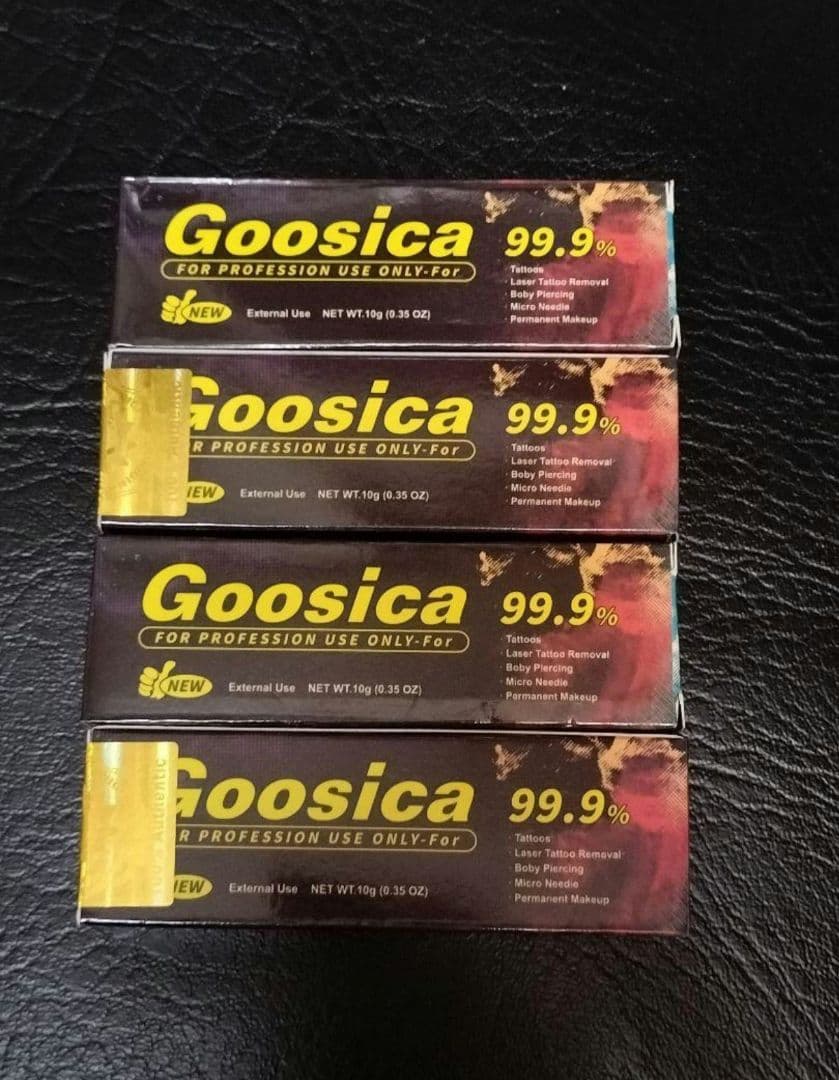 Goosica
99.9%
FOR PROFESSION USE ONLY-For
Tattoos
· Laser Tattoo Removal
· Boby Piercing
· Micro Needle
· Permanent Makeup
NEW
External Use NET WT.10g (0.35 OZ)
Goosica
99.9%
R PROFESSION USE ONLY-For
· Tattoos
· Laser Tattoo Removal
· Boby Piercing
· Micro Needle
· Permanent Makeup
EW
External Use NET WT.10g (0.35 OZ)
Goosica
99.9%
FOR PROFESSION USE ONLY-For
Tattoos
· Laser Tattoo Removal
Boby Piercing
Micro Needle
· Permanent Makeup
NEW
External Use NET WT.10g (0.35 OZ)
Authentic
Goosica
99.9%
R PROFESSION USE ONLY-For
· Tattoos
· Laser Tattoo Removal
· Boby Piercing
· Micro Needle
· Permanent Makeup
EW
External Use NET WT.10g (0.35 OZ)